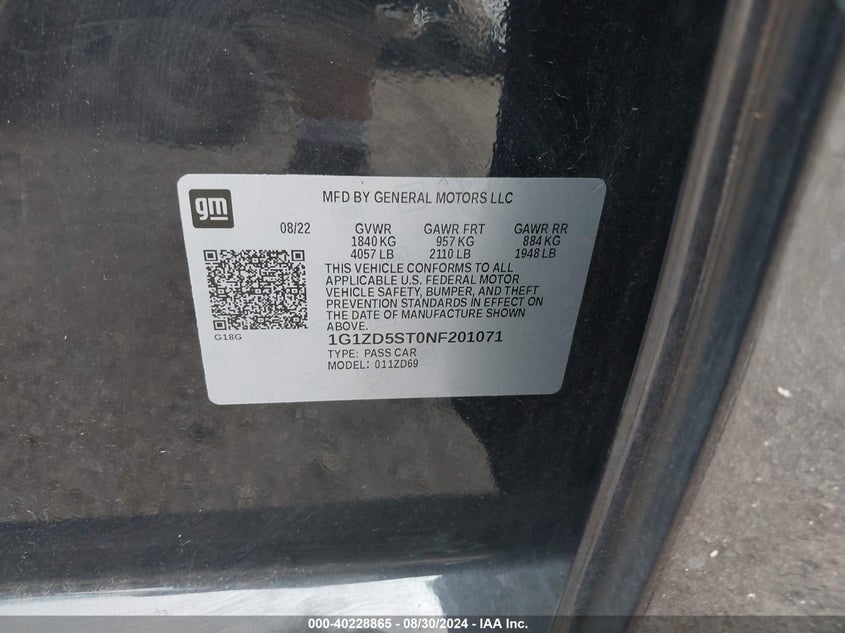 gm
MFD BY GENERAL MOTORS LLC
08/22 GVWR GAWR FRT GAWR RR
1840 KG 957 KG 884 KG
4057 LB 2110 LB 1948 LB
THIS VEHICLE CONFORMS TO ALL
APPLICABLE U.S. FEDERAL MOTOR
VEHICLE SAFETY, BUMPER, AND THEFT
PREVENTION STANDARDS IN EFFECT ON
THE DATE OF MANUFACTURE SHOWN
ABOVE.
G18G
1G1ZD5ST0NF201071
TYPE: PASS CAR
MODEL: 011ZD69
000-40228865 - 08/30/2024 - IAA Inc.